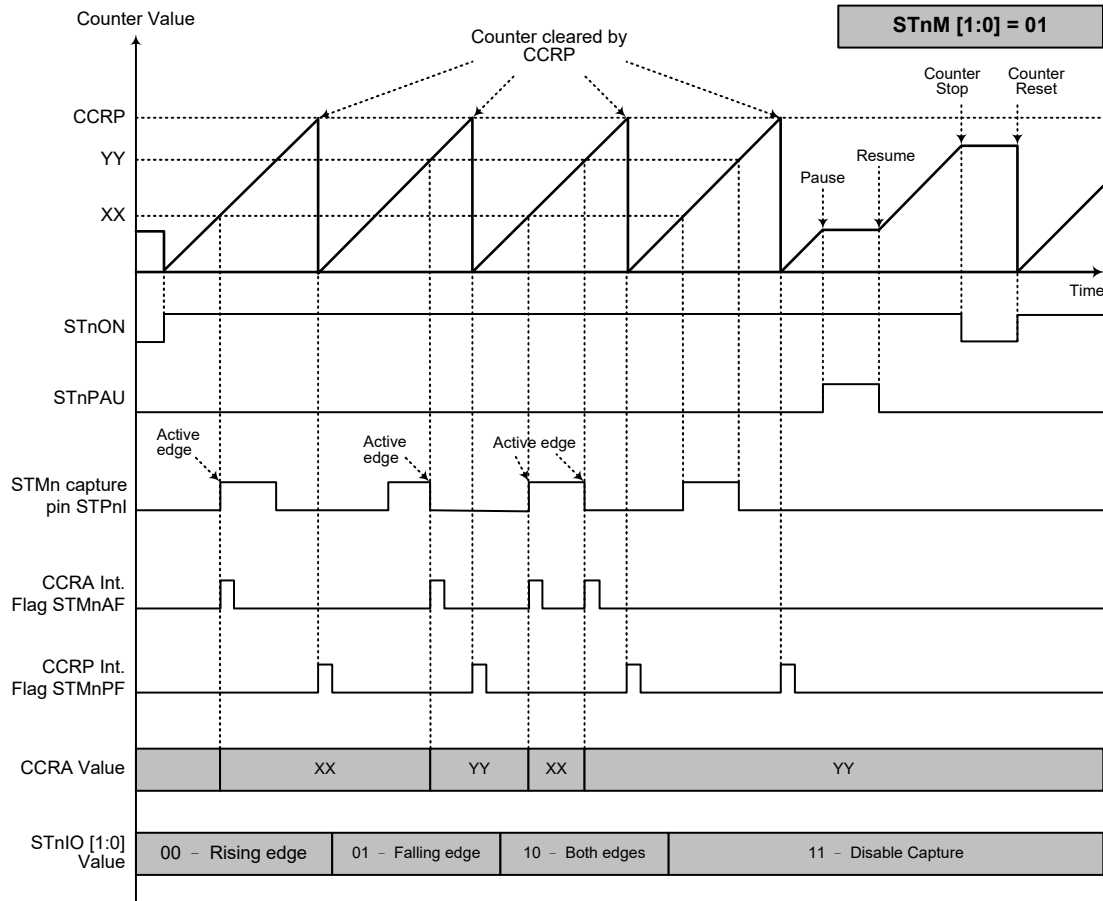 Counter Value
STnM [1:0] = 01
Counter cleared by
CCRP
Counter
Stop
Counter
Reset
CCRP
YY
Resume
Pause
XX
Time
STnON
STnPAU
Active
edge
Active
edge
Active edge
STMn capture
pin STPnI
CCRA Int.
Flag STMnAF
CCRP Int.
Flag STMnPF
CCRA Value
XX
YY
XX
YY
STnIO [1:0]
Value
00 – Rising edge
01 – Falling edge
10 – Both edges
11 – Disable Capture